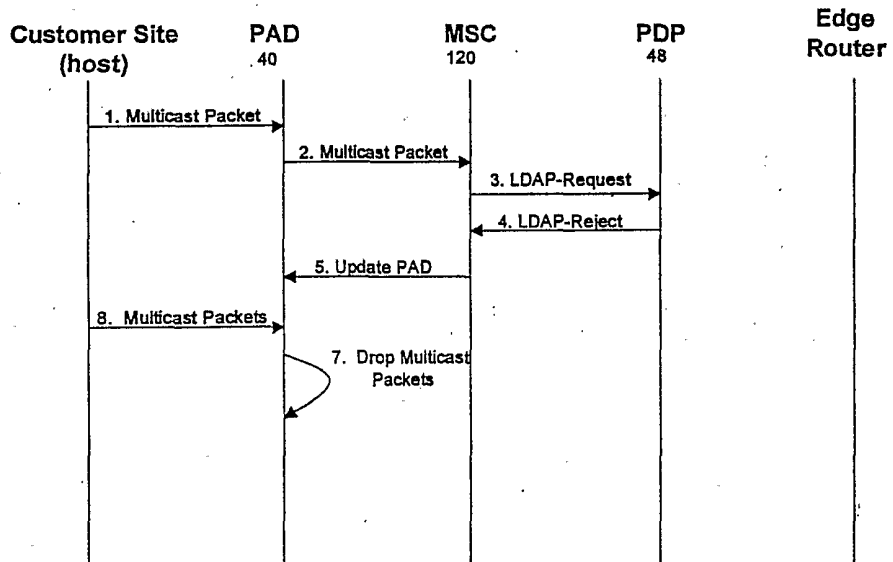 Customer Site
(host)
PAD
40
MSC
120
PDP
48
Edge
Router
1. Multicast Packet
2. Multicast Packet
3. LDAP-Request
4. LDAP-Reject
5. Update PAD
8. Multicast Packets
7. Drop Multicast
Packets